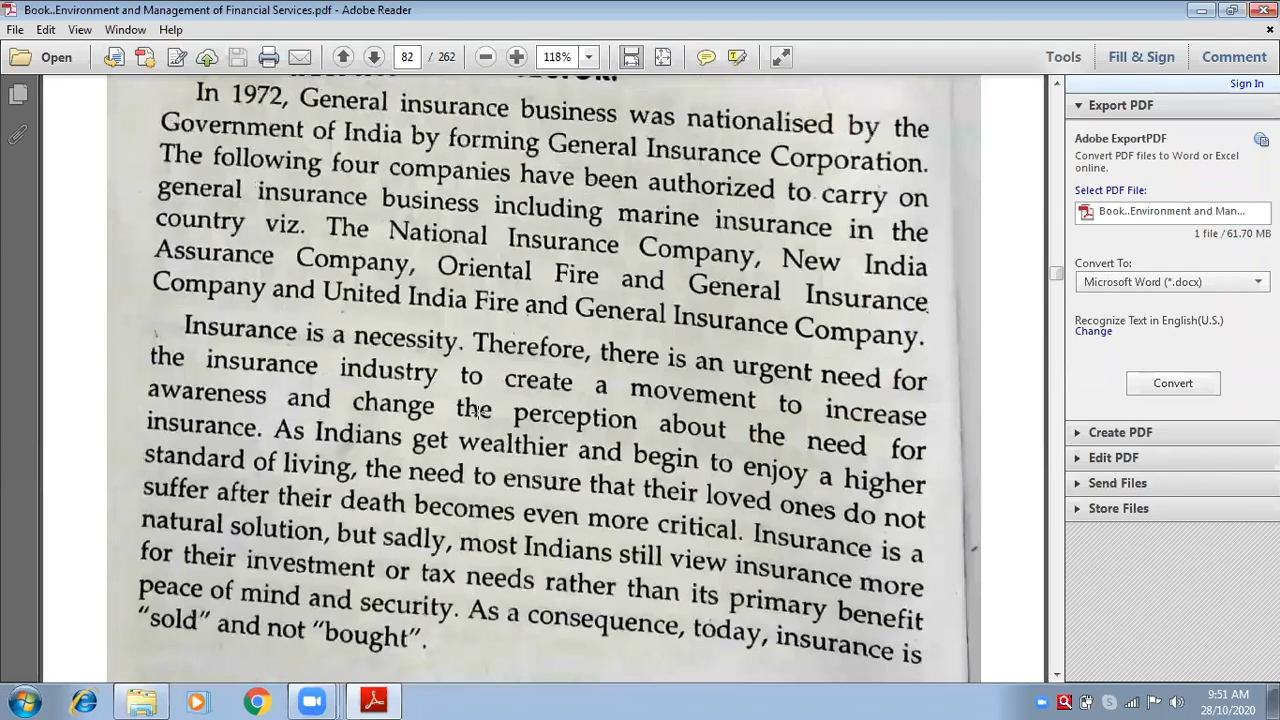 Book..Environment and Management of Financial Services.pdf - Adobe Reader
File Edit View Window Help
Open 82 / 262 118% Tools Fill & Sign Comment
Sign In
SECTOR.
In 1972, General insurance business was nationalised by the
Government of India by forming General Insurance Corporation.
The following four companies have been authorized to carry on
general insurance business including marine insurance in the
country viz. The National Insurance Company, New India
Assurance Company, Oriental Fire and General Insurance
Company and United India Fire and General Insurance Company.
Insurance is a necessity. Therefore, there is an urgent need for
the insurance industry to create a movement to increase
awareness and change the perception about the need for
insurance. As Indians get wealthier and begin to enjoy a higher
standard of living, the need to ensure that their loved ones do not
suffer after their death becomes even more critical. Insurance is a
natural solution, but sadly, most Indians still view insurance more
for their investment or tax needs rather than its primary benefit
peace of mind and security. As a consequence, today, insurance is
"sold" and not "bought".
Export PDF
Adobe ExportPDF
Convert PDF files to Word or Excel
online.
Select PDF File:
Book..Environment and Man...
1 file / 61.70 MB
Convert To:
Microsoft Word (*.docx)
Recognize Text in English(U.S.)
Change
Convert
Create PDF
Edit PDF
Send Files
Store Files
9:51 AM
28/10/2020